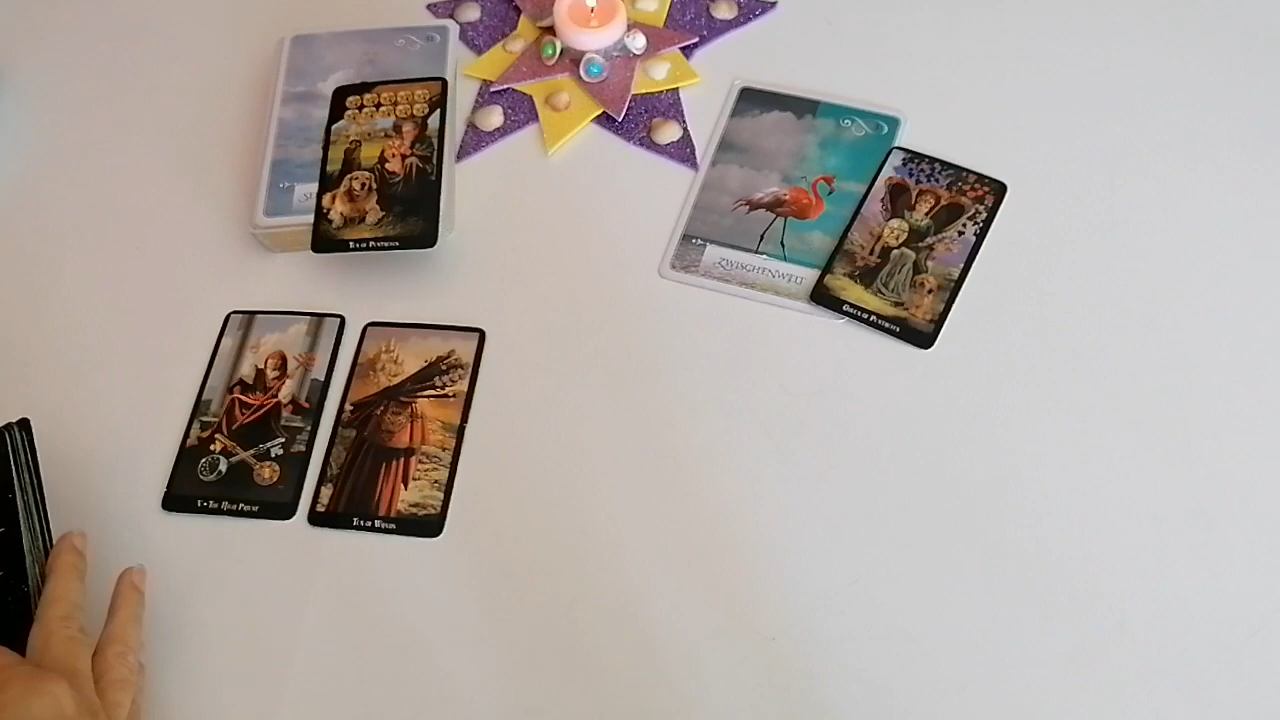 Ten of Pentacles
ZWISCHENWELT
Queen of Pentacles
V • The High Priest
Ten of Wands